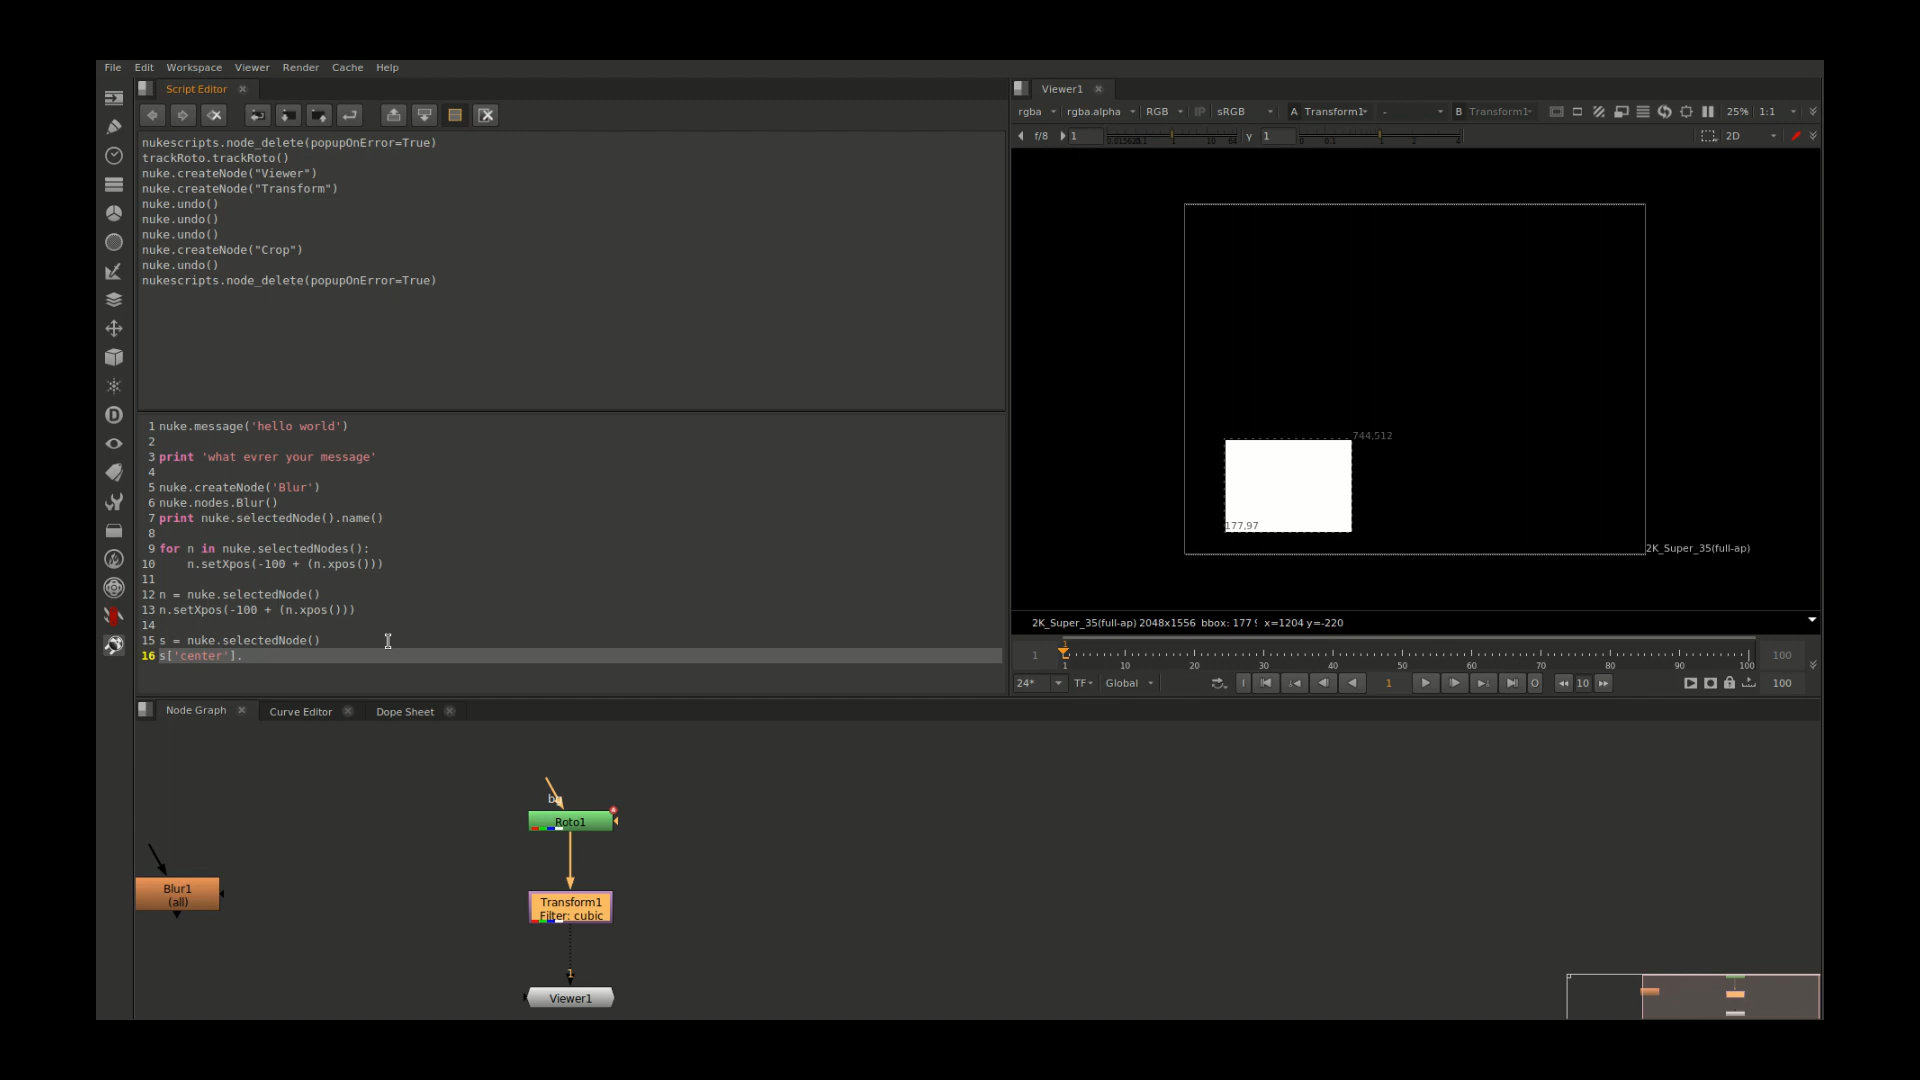 File Edit Workspace Viewer Render Cache Help
Script Editor
nukescripts.node_delete(popupOnError=True)
trackRoto.trackRoto()
nuke.createNode("Viewer")
nuke.createNode("Transform")
nuke.undo()
nuke.undo()
nuke.undo()
nuke.createNode("Crop")
nuke.undo()
nukescripts.node_delete(popupOnError=True)
1 nuke.message('hello world')
2
3 print 'what evrer your message'
4
5 nuke.createNode('Blur')
6 nuke.nodes.Blur()
7 print nuke.selectedNode().name()
8
9 for n in nuke.selectedNodes():
10 n.setXpos(-100 + (n.xpos()))
11
12 n = nuke.selectedNode()
13 n.setXpos(-100 + (n.xpos()))
14
15 s = nuke.selectedNode()
16 s['center'].
Viewer1
rgba rgba.alpha RGB IP sRGB A Transform1 - B Transform1 25% 1:1
f/8 1 γ 1 2D
744,512
177,97
2K_Super_35(full-ap)
2K_Super_35(full-ap) 2048x1556 bbox: 177 x=1204 y=-220
1 1 10 20 30 40 50 60 70 80 90 100 100
24* TF Global 1 10 100
Node Graph Curve Editor Dope Sheet
Roto1
Blur1
(all)
Transform1
Filter: cubic
1
Viewer1